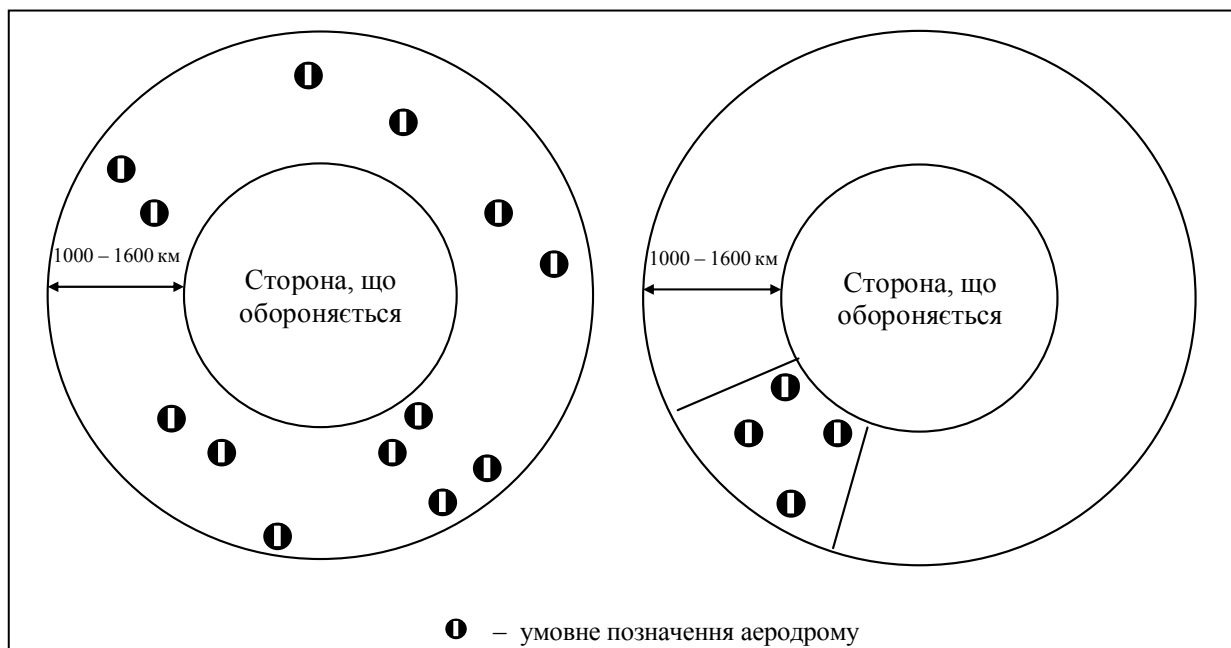 1000 – 1600 км
Сторона, що
обороняється
1000 – 1600 км
Сторона, що
обороняється
– умовне позначення аеродрому